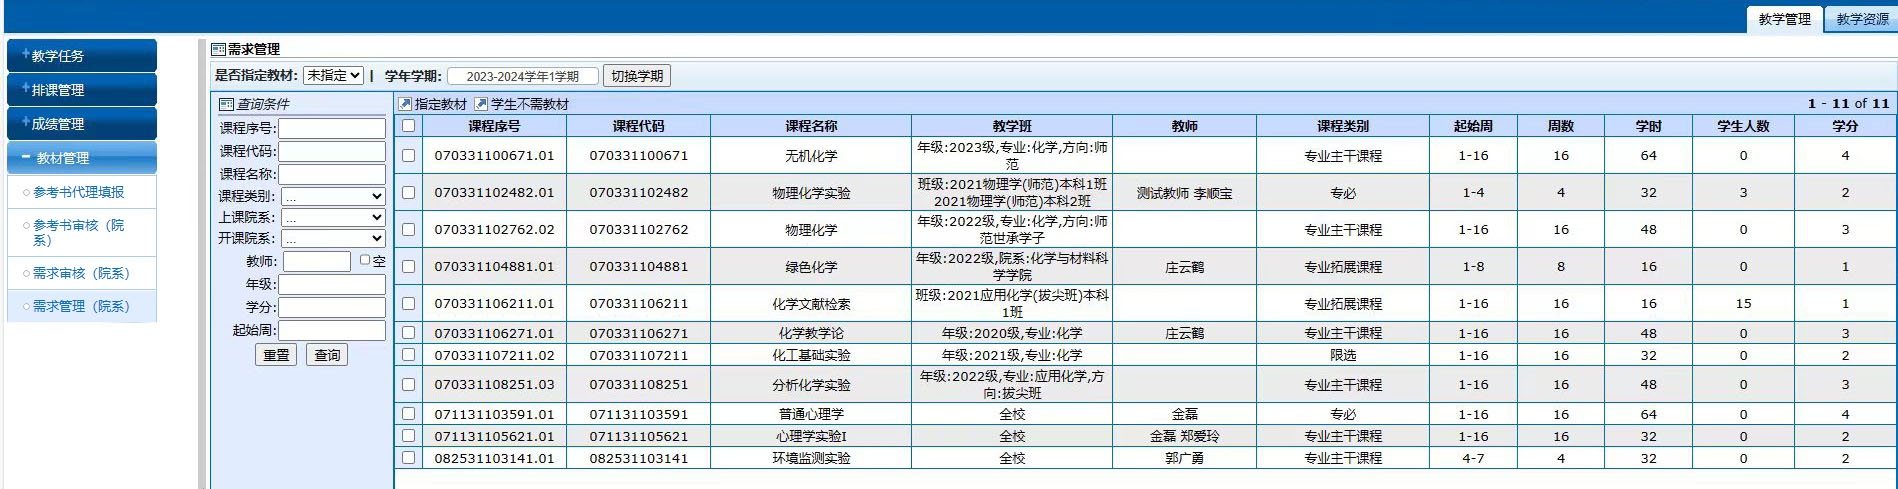 教学管理 教学资源
教学任务
排课管理
成绩管理
教材管理
参考书代理填报
参考书审核（院
系）
需求审核（院系）
需求管理（院系）
需求管理
是否指定教材: 未指定 | 学年学期: 2023-2024学年1学期 切换学期
查询条件
课程序号:
课程代码:
课程名称:
课程类别: ...
上课院系: ...
开课院系: ...
教师: 空
年级:
学分:
起始周:
重置 查询
指定教材 学生不需教材 1 - 11 of 11
课程序号 课程代码 课程名称 教学班 教师 课程类别 起始周 周数 学时 学生人数 学分
070331100671.01 070331100671 无机化学 年级:2023级,专业:化学,方向:师
范 专业主干课程 1-16 16 64 0 4
070331102482.01 070331102482 物理化学实验 班级:2021物理学(师范)本科1班
2021物理学(师范)本科2班 测试教师 李顺宝 专必 1-4 4 32 3 2
070331102762.02 070331102762 物理化学 年级:2022级,专业:化学,方向:师
范世承学子 专业主干课程 1-16 16 48 0 3
070331104881.01 070331104881 绿色化学 年级:2022级,院系:化学与材料科
学学院 庄云鹤 专业拓展课程 1-8 8 16 0 1
070331106211.01 070331106211 化学文献检索 班级:2021应用化学(拔尖班)本科
1班 专业拓展课程 1-16 16 16 15 1
070331106271.01 070331106271 化学教学论 年级:2020级,专业:化学 庄云鹤 专业主干课程 1-16 16 48 0 3
070331107211.02 070331107211 化工基础实验 年级:2021级,专业:化学 限选 1-16 16 32 0 2
070331108251.03 070331108251 分析化学实验 年级:2022级,专业:应用化学,方
向:拔尖班 专业主干课程 1-16 16 48 0 3
071131103591.01 071131103591 普通心理学 全校 金磊 专必 1-16 16 64 0 4
071131105621.01 071131105621 心理学实验I 全校 金磊 郑爱玲 专业主干课程 1-16 16 32 0 2
082531103141.01 082531103141 环境监测实验 全校 郭广勇 专业主干课程 4-7 4 32 0 2